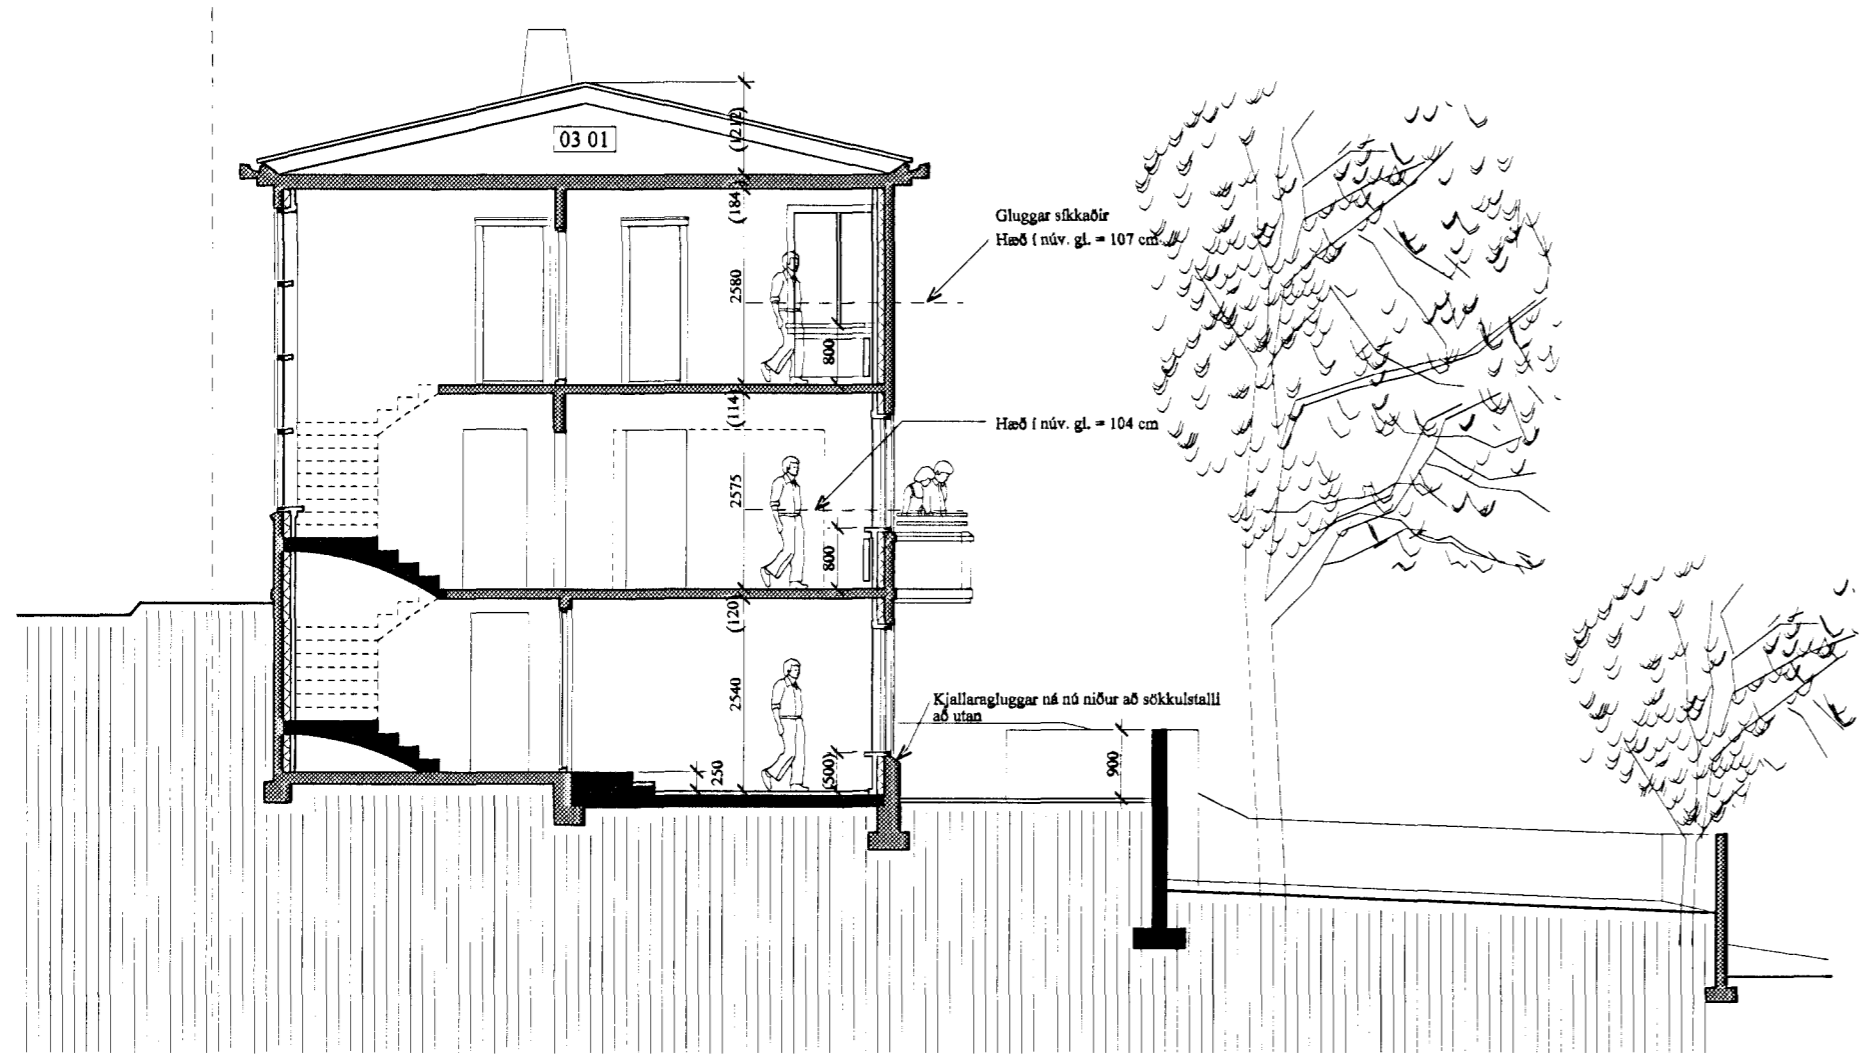 03 01
(1212)
(184)
Gluggar síkkaðir
Hæð í núv. gl. = 107 cm
2580
800
(114)
Hæð í núv. gl. = 104 cm
2575
800
(120)
2540
Kjallaragluggar ná nú niður að sökkulstalli
að utan
250
(500)
900